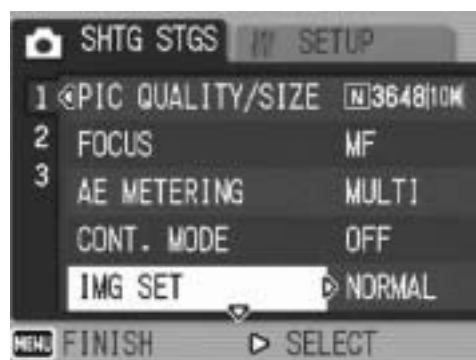 SHTG STGS SETUP
1 PIC QUALITY/SIZE N 3648 10M
2 FOCUS MF
3 AE METERING MULTI
CONT. MODE OFF
IMG SET NORMAL
MENU FINISH SELECT